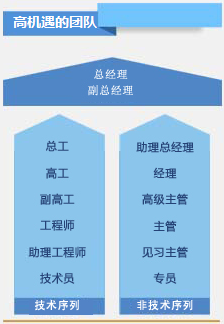 高机遇的团队
总经理
副总经理
总工
高工
副高工
工程师
助理工程师
技术员
技术序列
助理总经理
经理
高级主管
主管
见习主管
专员
非技术序列